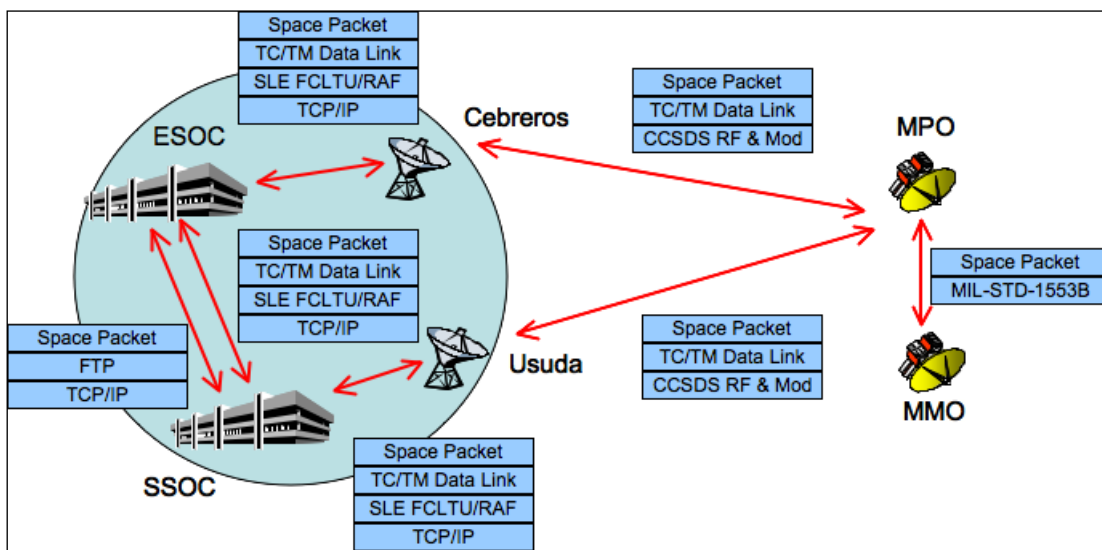 Space Packet
TC/TM Data Link
SLE FCLTU/RAF
TCP/IP
Cebreros
ESOC
Space Packet
TC/TM Data Link
CCSDS RF & Mod
MPO
Space Packet
TC/TM Data Link
SLE FCLTU/RAF
TCP/IP
Space Packet
MIL-STD-1553B
Space Packet
FTP
TCP/IP
Usuda
Space Packet
TC/TM Data Link
CCSDS RF & Mod
MMO
SSOC
Space Packet
TC/TM Data Link
SLE FCLTU/RAF
TCP/IP